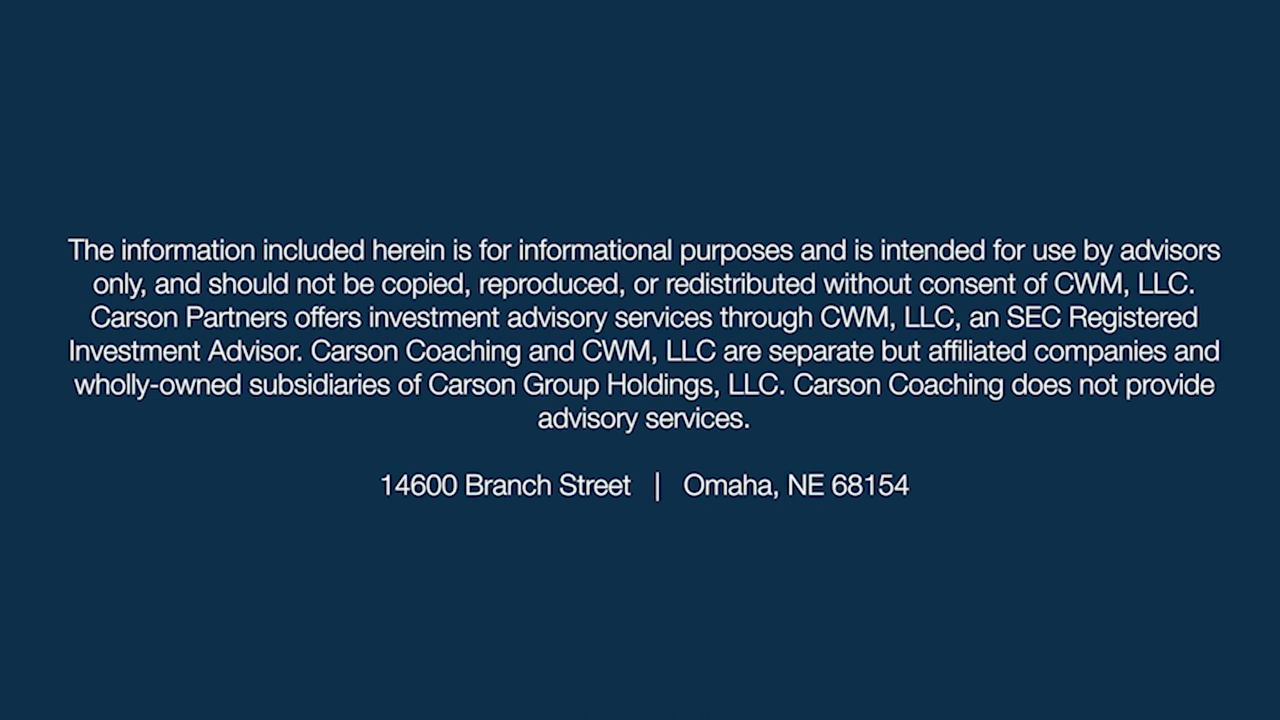 The information included herein is for informational purposes and is intended for use by advisors
only, and should not be copied, reproduced, or redistributed without consent of CWM, LLC.
Carson Partners offers investment advisory services through CWM, LLC, an SEC Registered
Investment Advisor. Carson Coaching and CWM, LLC are separate but affiliated companies and
wholly-owned subsidiaries of Carson Group Holdings, LLC. Carson Coaching does not provide
advisory services.
14600 Branch Street | Omaha, NE 68154